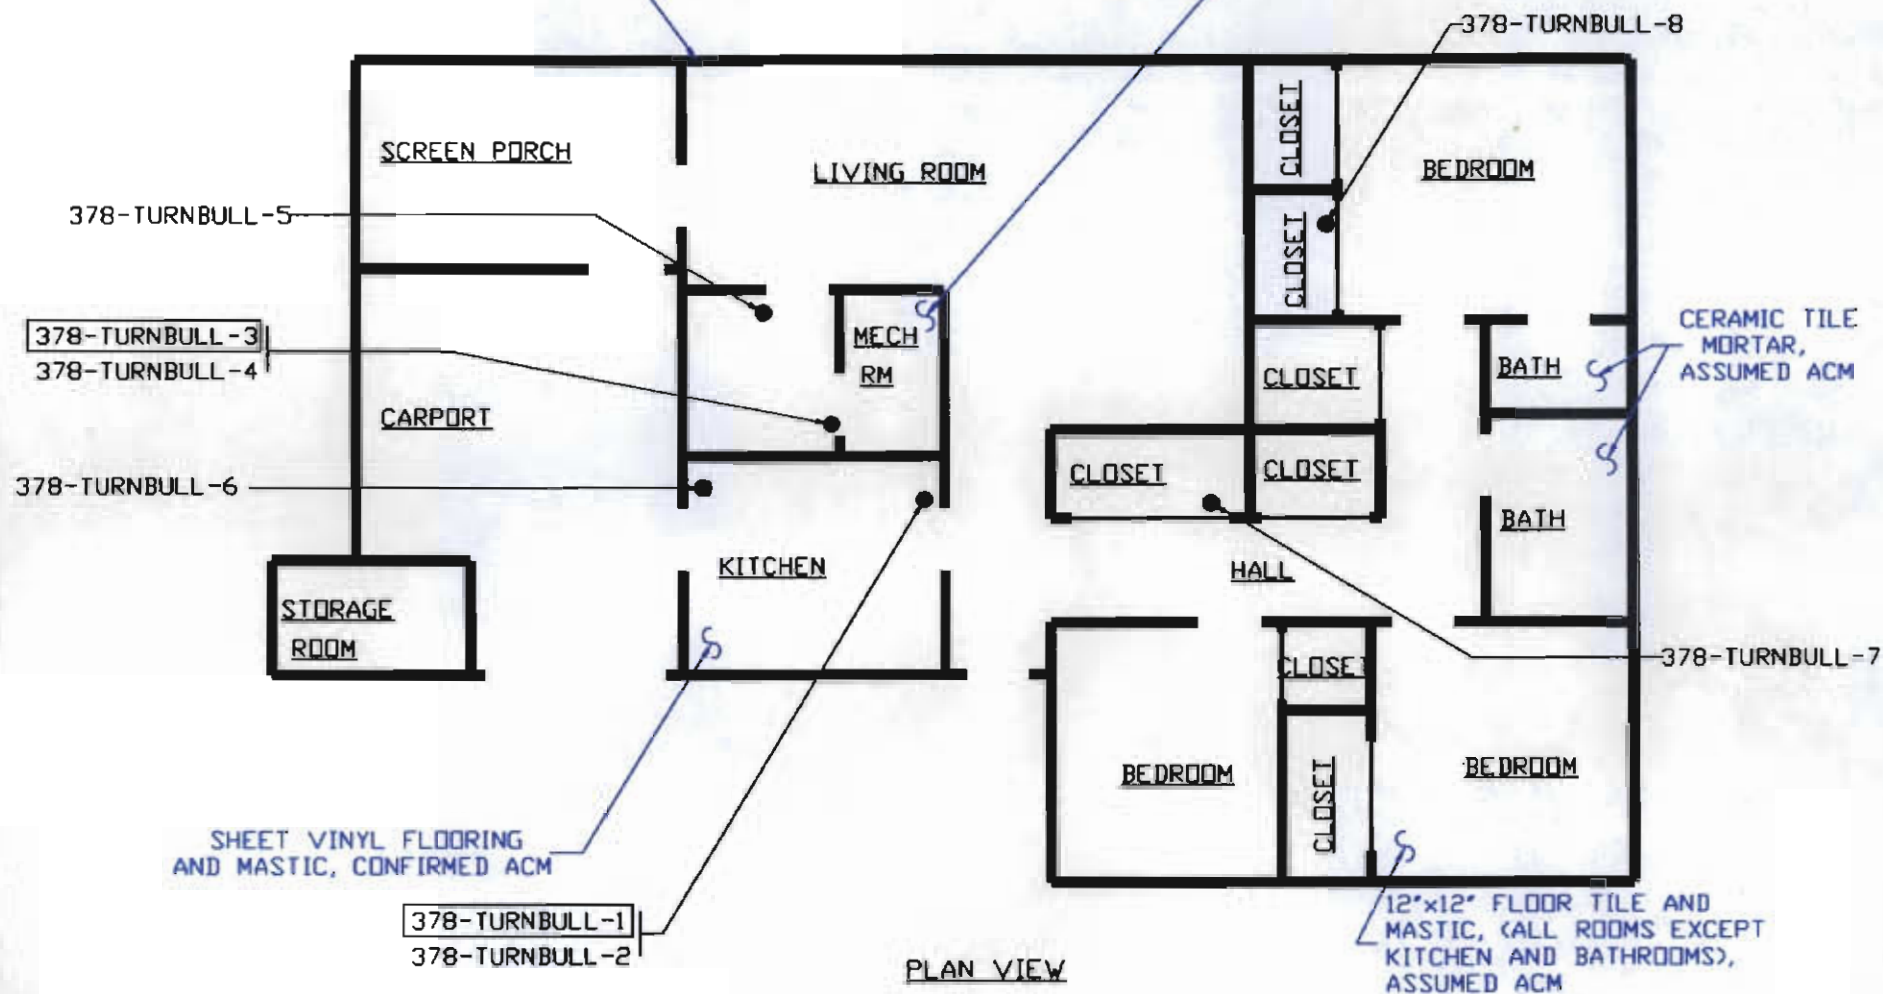 378-TURNBULL-8
SCREEN PORCH
LIVING ROOM
CLOSET
BEDROOM
378-TURNBULL-5
CLOSET
378-TURNBULL-3
378-TURNBULL-4
MECH
RM
CERAMIC TILE
MORTAR,
ASSUMED ACM
BATH
CLOSET
CARPORT
CLOSET
CLOSET
378-TURNBULL-6
BATH
KITCHEN
HALL
STORAGE
ROOM
CLOSET
378-TURNBULL-7
BEDROOM
CLOSET
BEDROOM
SHEET VINYL FLOORING
AND MASTIC, CONFIRMED ACM
378-TURNBULL-1
378-TURNBULL-2
12"x12" FLOOR TILE AND
MASTIC, (ALL ROOMS EXCEPT
KITCHEN AND BATHROOMS),
ASSUMED ACM
PLAN VIEW